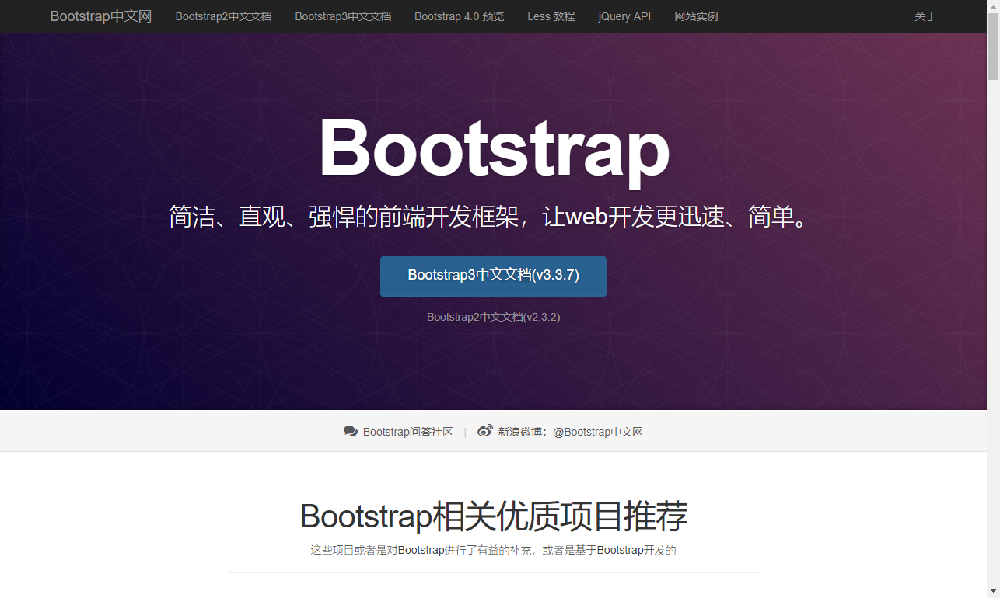 Bootstrap中文网 Bootstrap2中文文档 Bootstrap3中文文档 Bootstrap 4.0 预览 Less 教程 jQuery API 网站实例 关于
Bootstrap
简洁、直观、强悍的前端开发框架，让web开发更迅速、简单。
Bootstrap3中文文档(v3.3.7)
Bootstrap2中文文档(v2.3.2)
Bootstrap问答社区 | 新浪微博：@Bootstrap中文网
Bootstrap相关优质项目推荐
这些项目或者是对Bootstrap进行了有益的补充，或者是基于Bootstrap开发的